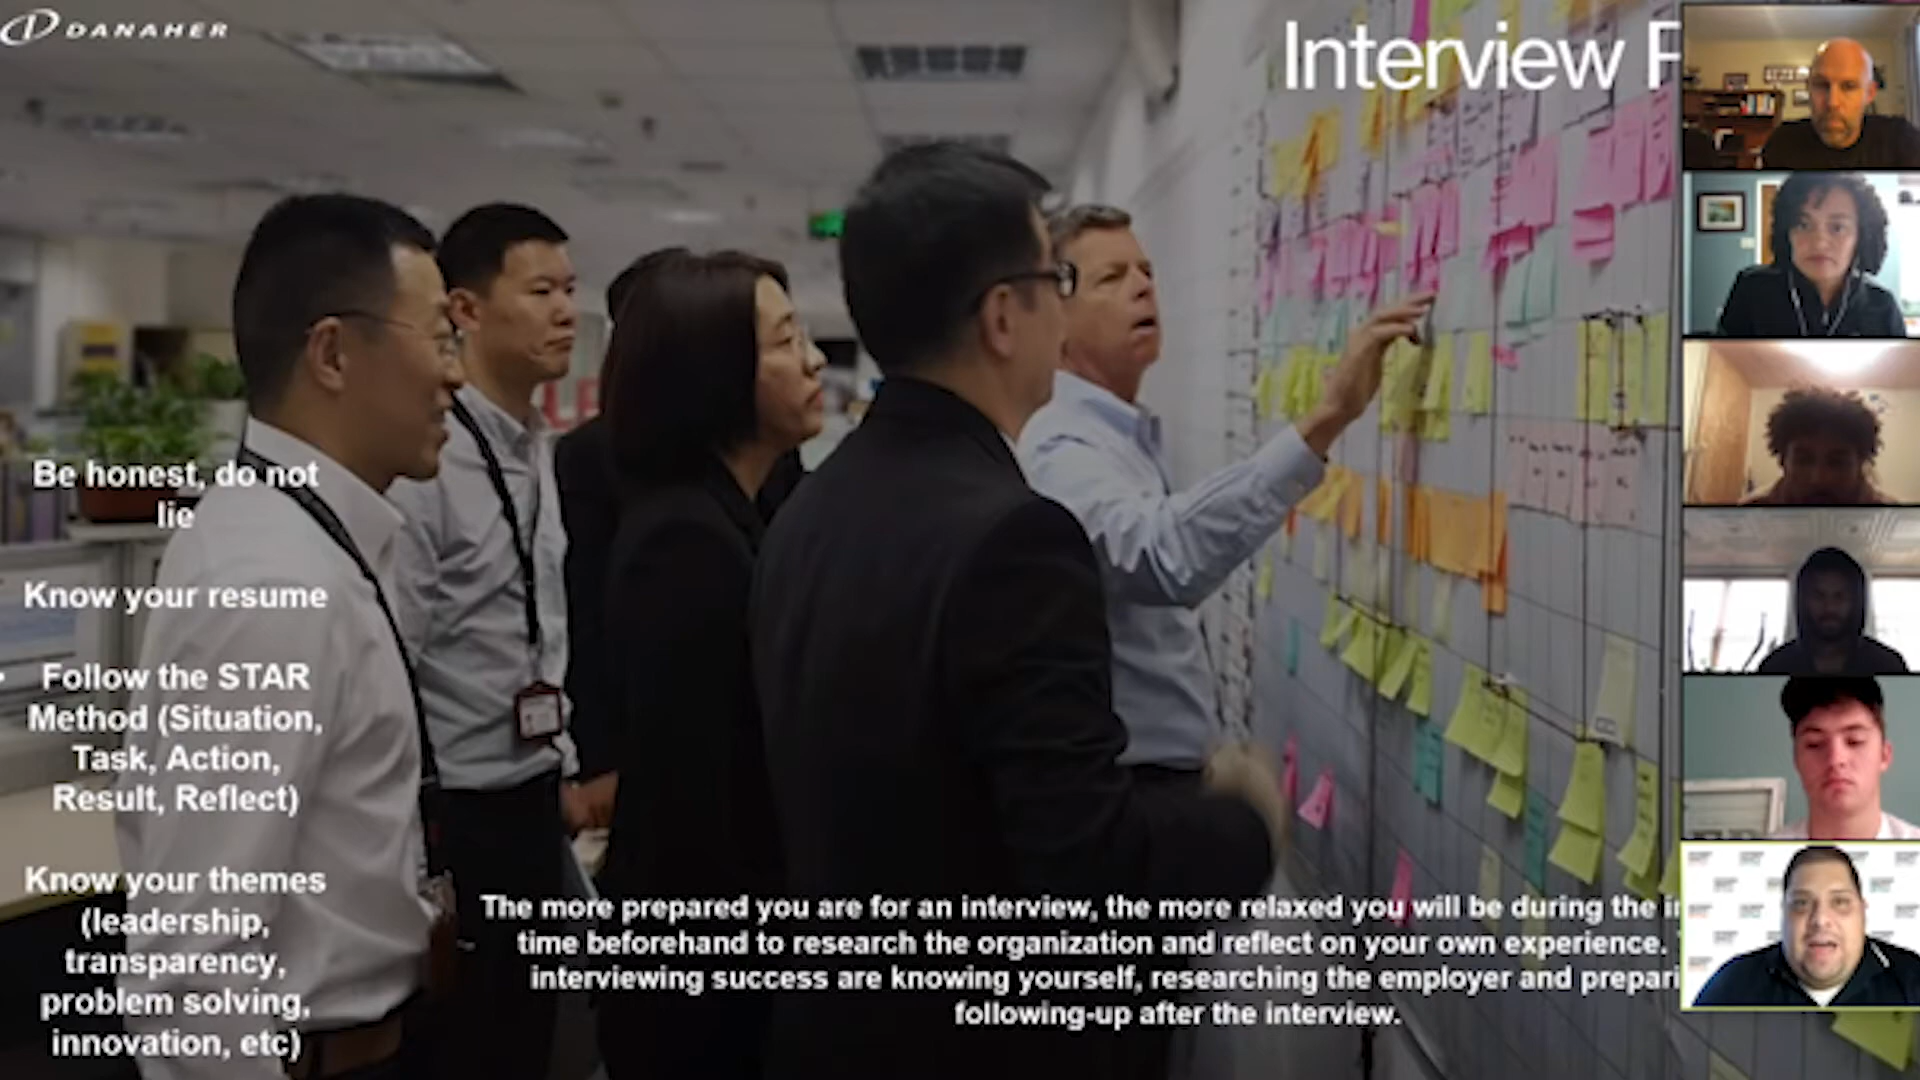 DANAHER
Interview
Be honest, do not
lie
Know your resume
Follow the STAR
Method (Situation,
Task, Action,
Result, Reflect)
Know your themes
(leadership,
transparency,
problem solving,
innovation, etc)
The more prepared you are for an interview, the more relaxed you will be during the
time beforehand to research the organization and reflect on your own experience.
interviewing success are knowing yourself, researching the employer and
following-up after the interview.